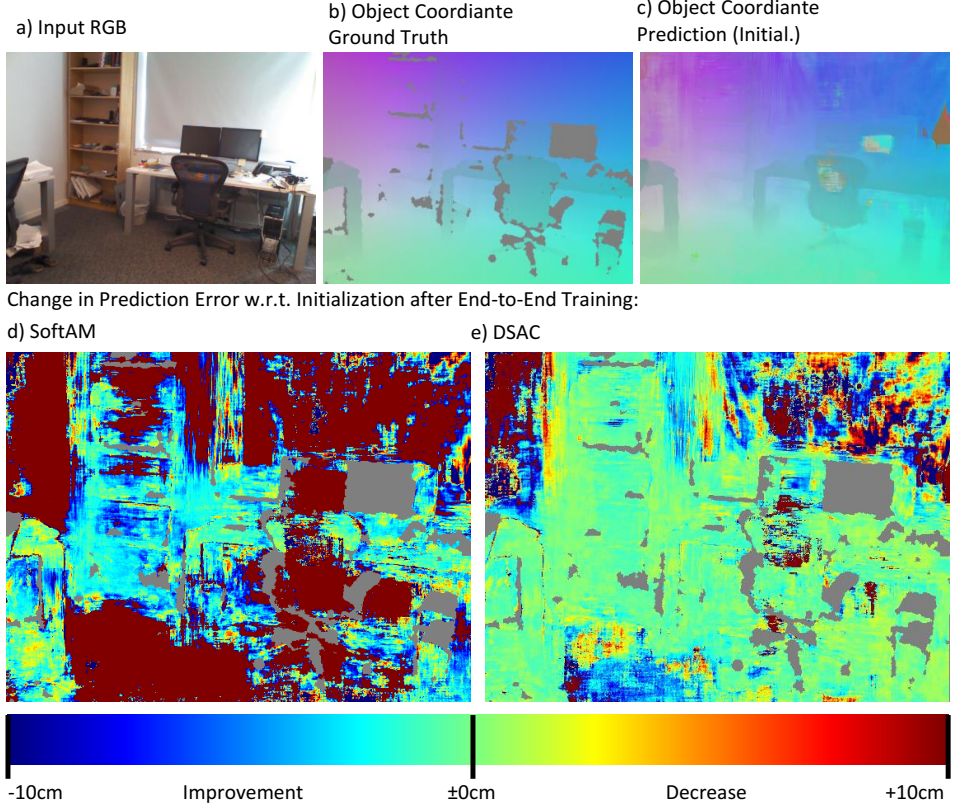 a) Input RGB
b) Object Coordiante
Ground Truth
c) Object Coordiante
Prediction (Initial.)
Change in Prediction Error w.r.t. Initialization after End-to-End Training:
d) SoftAM
e) DSAC
-10cm
Improvement
±0cm
Decrease
+10cm